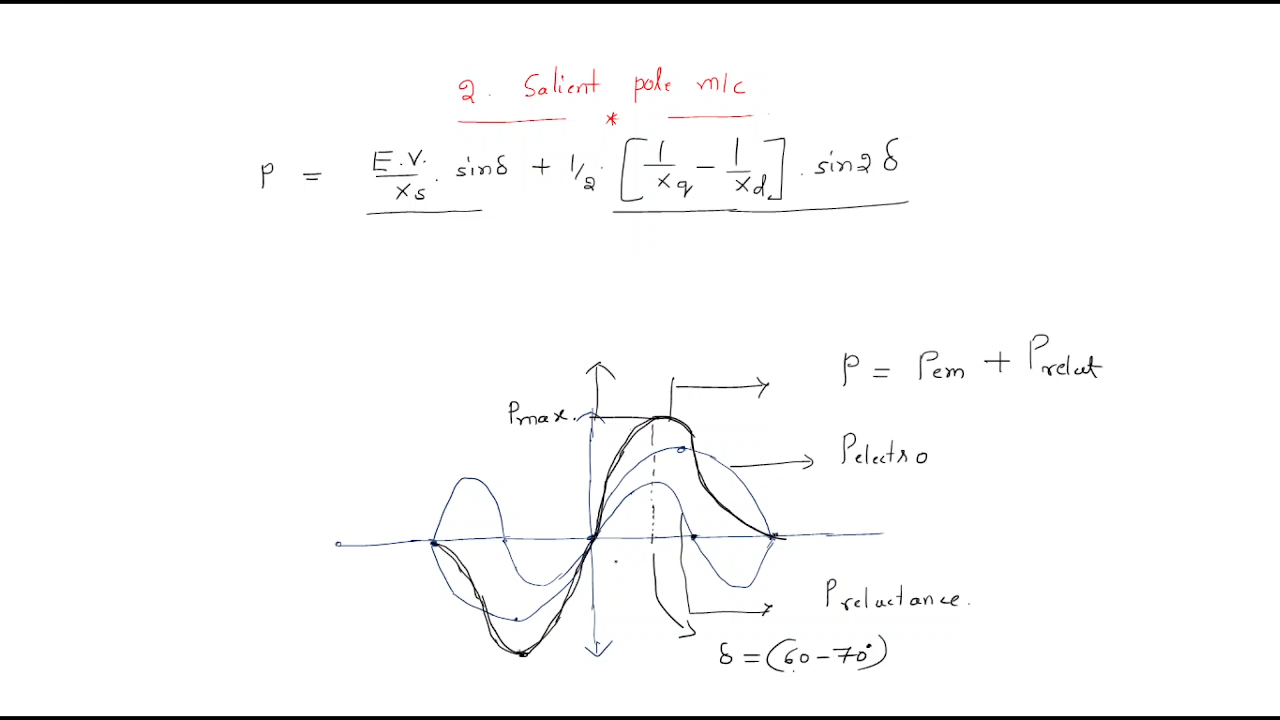 2. Salient pole m/c
*
P = E.V./xs . sinδ + 1/2 . [1/xq - 1/xd] . sin2δ
P = Pem + Prelut
Pmax.
Pelectro
Preluctance.
δ = (60-70°)